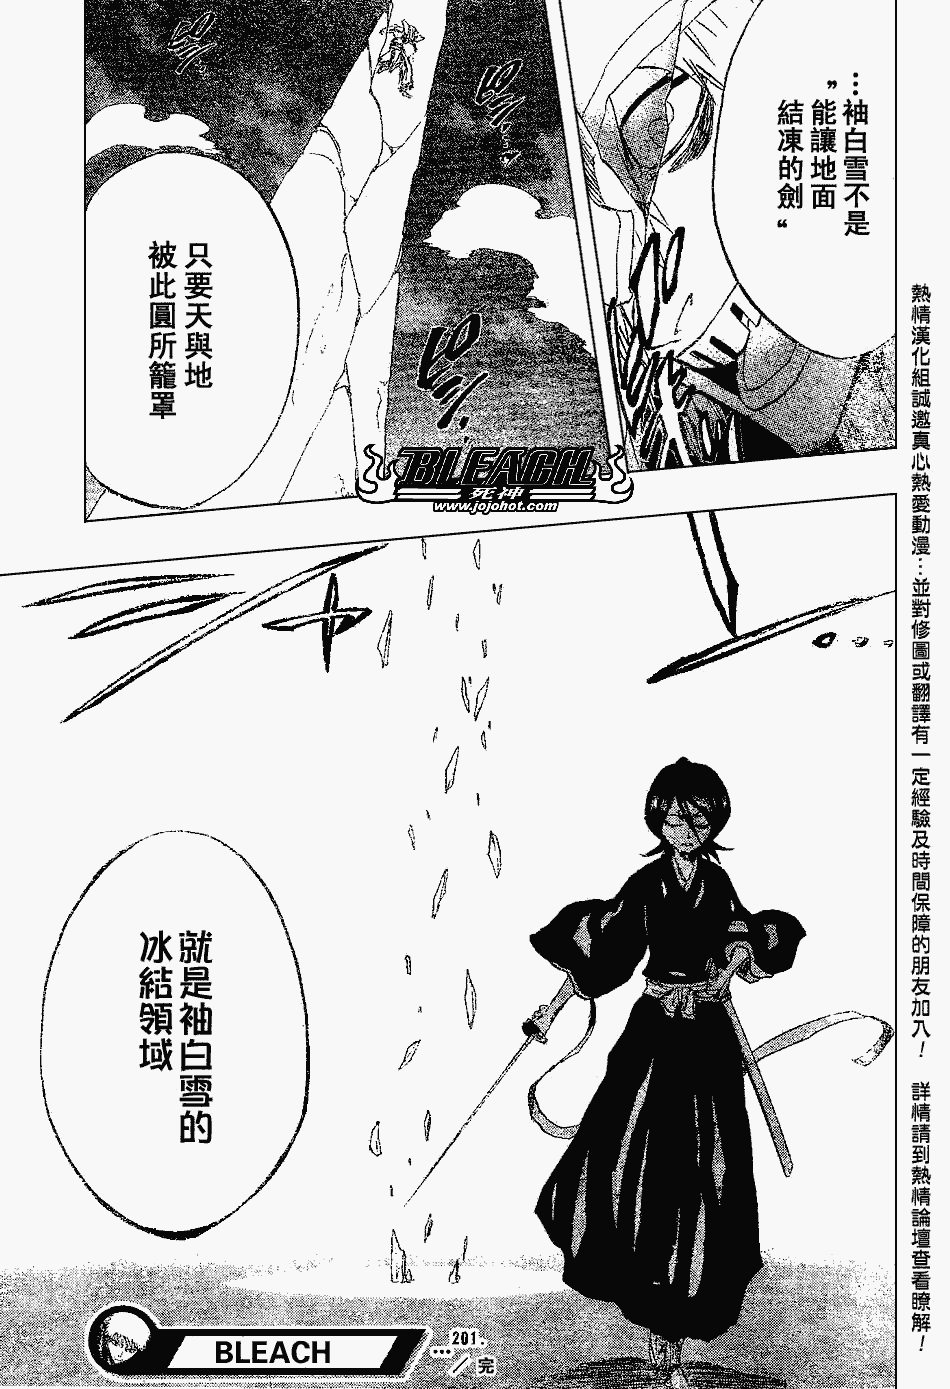 …袖白雪不是
〝能讓地面
結凍的劍〞
只要天與地
被此圓所籠罩
BLEACH
死神
www.jojohot.com
就是袖白雪的
冰結領域
熱情漢化組誠邀真心熱愛動漫…並對修圖或翻譯有一定經驗及時間保障的朋友加入！ 詳情請到熱情論壇查看瞭解！
BLEACH
…201.
／完